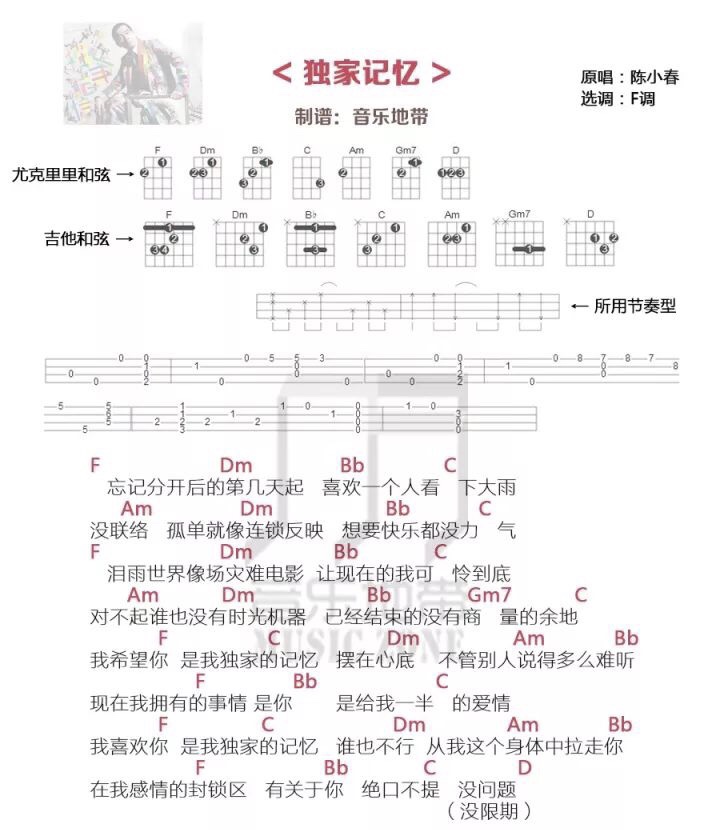 < 独家记忆 >
原唱：陈小春
选调：F调
制谱：音乐地带
F Dm B♭ C Am Gm7 D
尤克里里和弦
F Dm B♭ C Am Gm7 D
吉他和弦
所用节奏型
F Dm Bb C
忘记分开后的第几天起 喜欢一个人看 下大雨
Am Dm Bb C
没联络 孤单就像连锁反映 想要快乐都没力 气
F Dm Bb C
泪雨世界像场灾难电影 让现在的我可 怜到底
Am Dm Bb Gm7 C
对不起谁也没有时光机器 已经结束的没有商 量的余地
F C Dm Am Bb
我希望你 是我独家的记忆 摆在心底 不管别人说得多么难听
F Bb C
现在我拥有的事情 是你 是给我一半 的爱情
F C Dm Am Bb
我喜欢你 是我独家的记忆 谁也不行 从我这个身体中拉走你
F Bb C D
在我感情的封锁区 有关于你 绝口不提 没问题
（没限期）
音乐地带
MUSIC ZONE